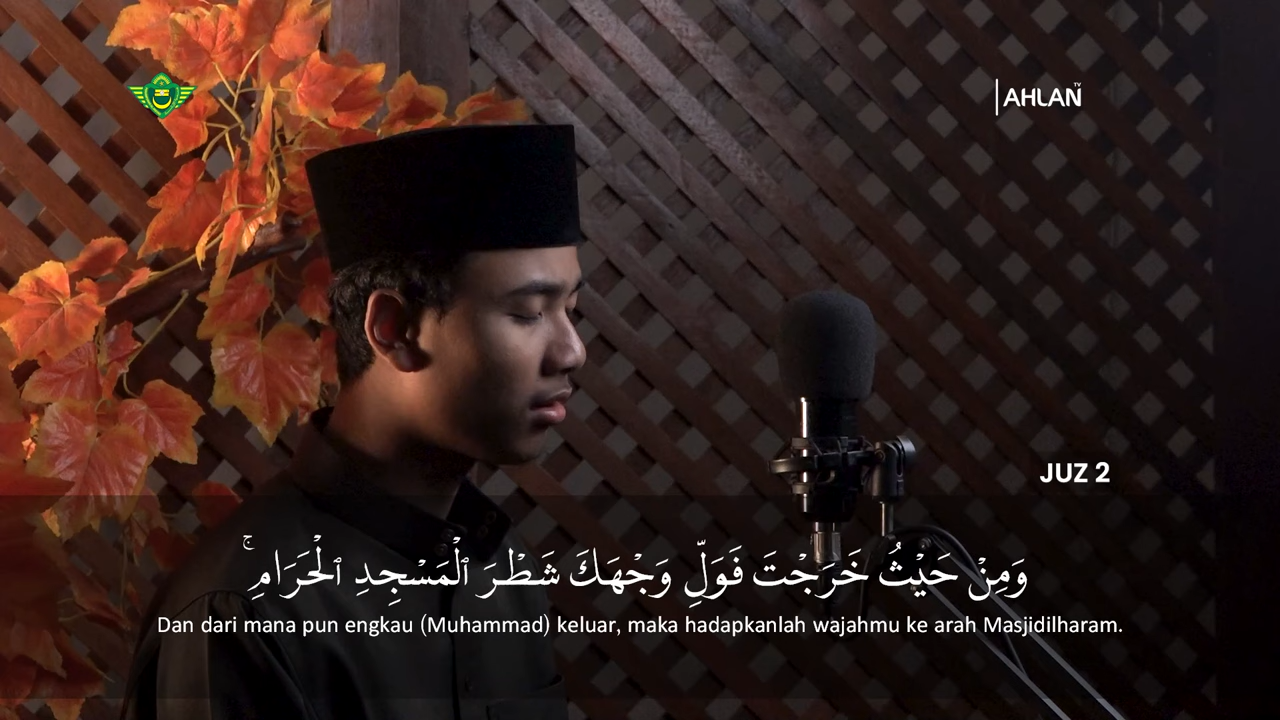 AHLAN TV
JUZ 2
وَمِنْ حَيْثُ خَرَجْتَ فَوَلِّ وَجْهَكَ شَطْرَ ٱلْمَسْجِدِ ٱلْحَرَامِ ۚ
Dan dari mana pun engkau (Muhammad) keluar, maka hadapkanlah wajahmu ke arah Masjidilharam.